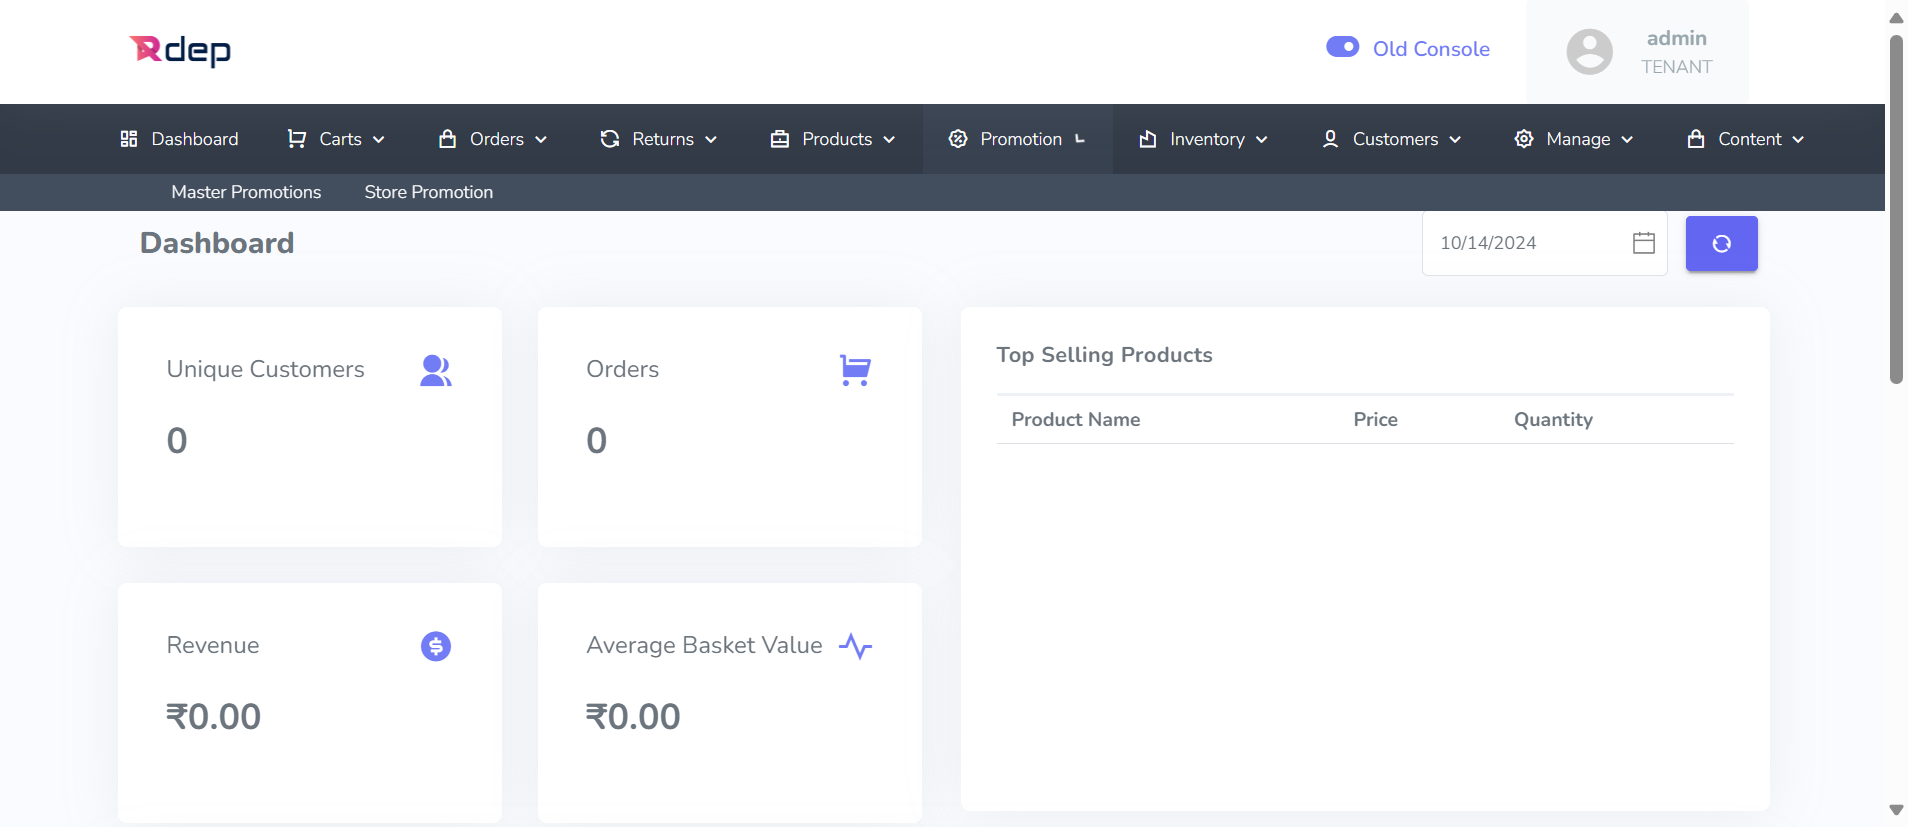 Rdep
Old Console
admin
TENANT
Dashboard Carts Orders Returns Products Promotion Inventory Customers Manage Content
Master Promotions Store Promotion
Dashboard
10/14/2024
Unique Customers
0
Orders
0
Top Selling Products
Product Name Price Quantity
Revenue
₹0.00
Average Basket Value
₹0.00